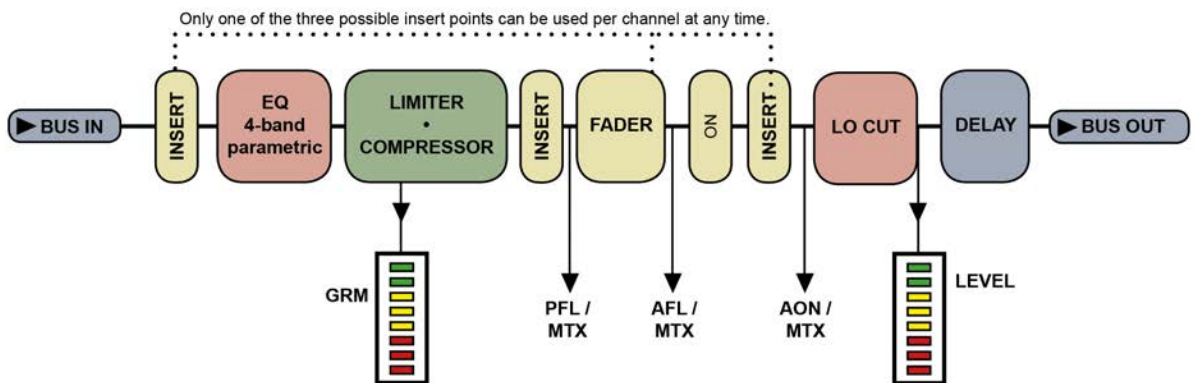 Only one of the three possible insert points can be used per channel at any time.
BUS IN
INSERT
EQ
4-band
parametric
LIMITER
•
COMPRESSOR
INSERT
FADER
ON
INSERT
LO CUT
DELAY
BUS OUT
GRM
PFL /
MTX
AFL /
MTX
AON /
MTX
LEVEL